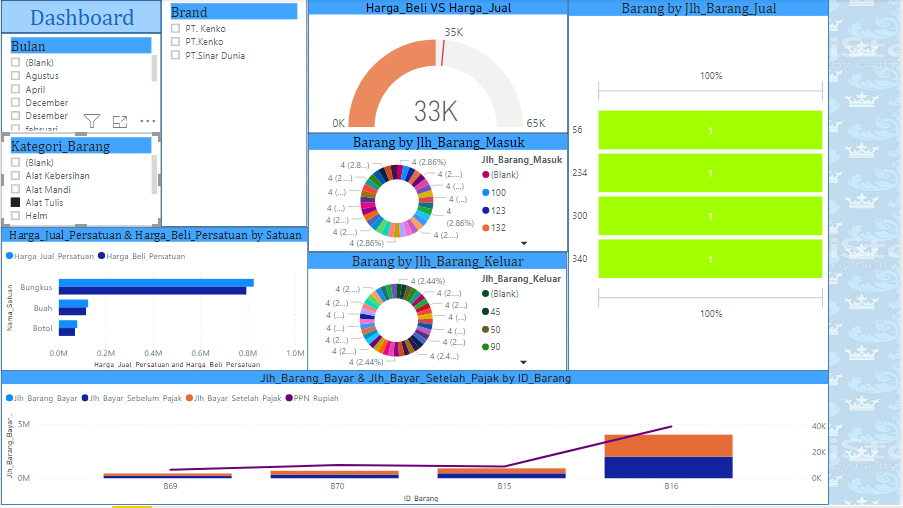 Dashboard
Bulan
(Blank)
Agustus
April
December
Desember
februari
Kategori_Barang
(Blank)
Alat Kebersihan
Alat Mandi
Alat Tulis
Helm
Brand
PT. Kenko
PT.Kenko
PT.Sinar Dunia
Harga_Beli VS Harga_Jual
35K
33K
0K
65K
Barang by Jlh_Barang_Masuk
4 (2.8...)
4 (2.86%)
4 (2....)
4 (...)
4 (...)
4 (...)
4 (...)
4 (...)
4 (2....)
4
(2.86%)
4 (2....)
4 (2....)
4 (2.86%)
Jlh_Barang_Masuk
(Blank)
100
123
132
Barang by Jlh_Barang_Keluar
4 (2.44%)
4 (2....)
4 (2....)
4 (...)
4 (...)
4 (...)
4 (...)
4 (...)
4 (...)
4 (2....)
4 (2....)
4 (2.44%)
4 (2.4...)
Jlh_Barang_Keluar
(Blank)
45
50
90
Barang by Jlh_Barang_Jual
100%
56
1
234
1
300
1
340
1
100%
Harga_Jual_Persatuan & Harga_Beli_Persatuan by Satuan
Harga_Jual_Persatuan Harga_Beli_Persatuan
Nama_Satuan
Bungkus
Buah
Botol
0.0M 0.2M 0.4M 0.6M 0.8M 1.0M
Harga_Jual_Persatuan and Harga_Beli_Persatuan
Jlh_Barang_Bayar & Jlh_Bayar_Setelah_Pajak by ID_Barang
Jlh_Barang_Bayar Jlh_Bayar_Sebelum_Pajak Jlh_Bayar_Setelah_Pajak PPN_Rupiah
Jlh_Barang_Bayar...
5M
0M
40K
20K
0K
B69 B70 B15 B16
ID_Barang